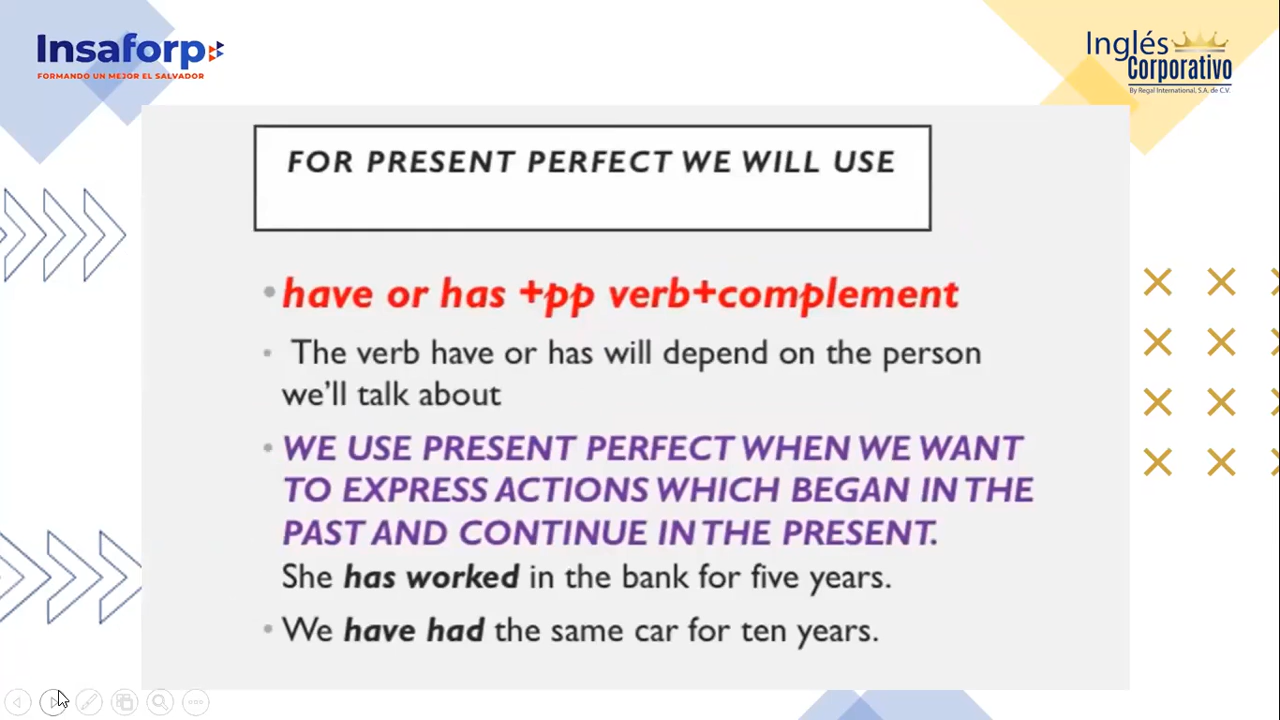 Insaforp
FORMANDO UN MEJOR EL SALVADOR
Inglés
Corporativo
By Regal International, S.A. de C.V.
FOR PRESENT PERFECT WE WILL USE
• have or has +pp verb+complement
• The verb have or has will depend on the person
we'll talk about
• WE USE PRESENT PERFECT WHEN WE WANT
TO EXPRESS ACTIONS WHICH BEGAN IN THE
PAST AND CONTINUE IN THE PRESENT.
She has worked in the bank for five years.
• We have had the same car for ten years.